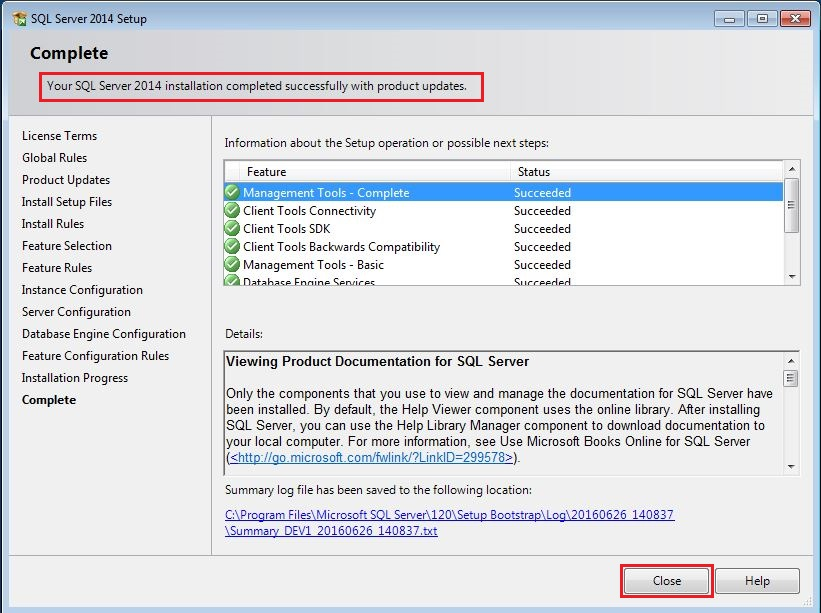 SQL Server 2014 Setup
Complete
Your SQL Server 2014 installation completed successfully with product updates.
License Terms
Global Rules
Product Updates
Install Setup Files
Install Rules
Feature Selection
Feature Rules
Instance Configuration
Server Configuration
Database Engine Configuration
Feature Configuration Rules
Installation Progress
Complete
Information about the Setup operation or possible next steps:
Feature Status
Management Tools - Complete Succeeded
Client Tools Connectivity Succeeded
Client Tools SDK Succeeded
Client Tools Backwards Compatibility Succeeded
Management Tools - Basic Succeeded
Database Engine Services Succeeded
Details:
Viewing Product Documentation for SQL Server
Only the components that you use to view and manage the documentation for SQL Server have
been installed. By default, the Help Viewer component uses the online library. After installing
SQL Server, you can use the Help Library Manager component to download documentation to
your local computer. For more information, see Use Microsoft Books Online for SQL Server
(<http://go.microsoft.com/fwlink/?LinkID=299578>).
Summary log file has been saved to the following location:
C:\Program Files\Microsoft SQL Server\120\Setup Bootstrap\Log\20160626_140837
\Summary_DEV1_20160626_140837.txt
Close Help